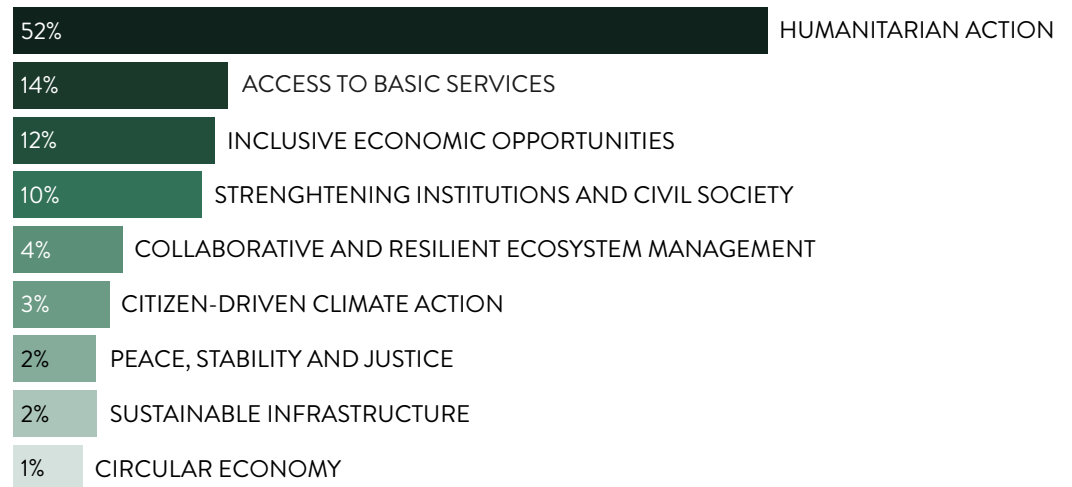 52% HUMANITARIAN ACTION
14% ACCESS TO BASIC SERVICES
12% INCLUSIVE ECONOMIC OPPORTUNITIES
10% STRENGHTENING INSTITUTIONS AND CIVIL SOCIETY
4% COLLABORATIVE AND RESILIENT ECOSYSTEM MANAGEMENT
3% CITIZEN-DRIVEN CLIMATE ACTION
2% PEACE, STABILITY AND JUSTICE
2% SUSTAINABLE INFRASTRUCTURE
1% CIRCULAR ECONOMY